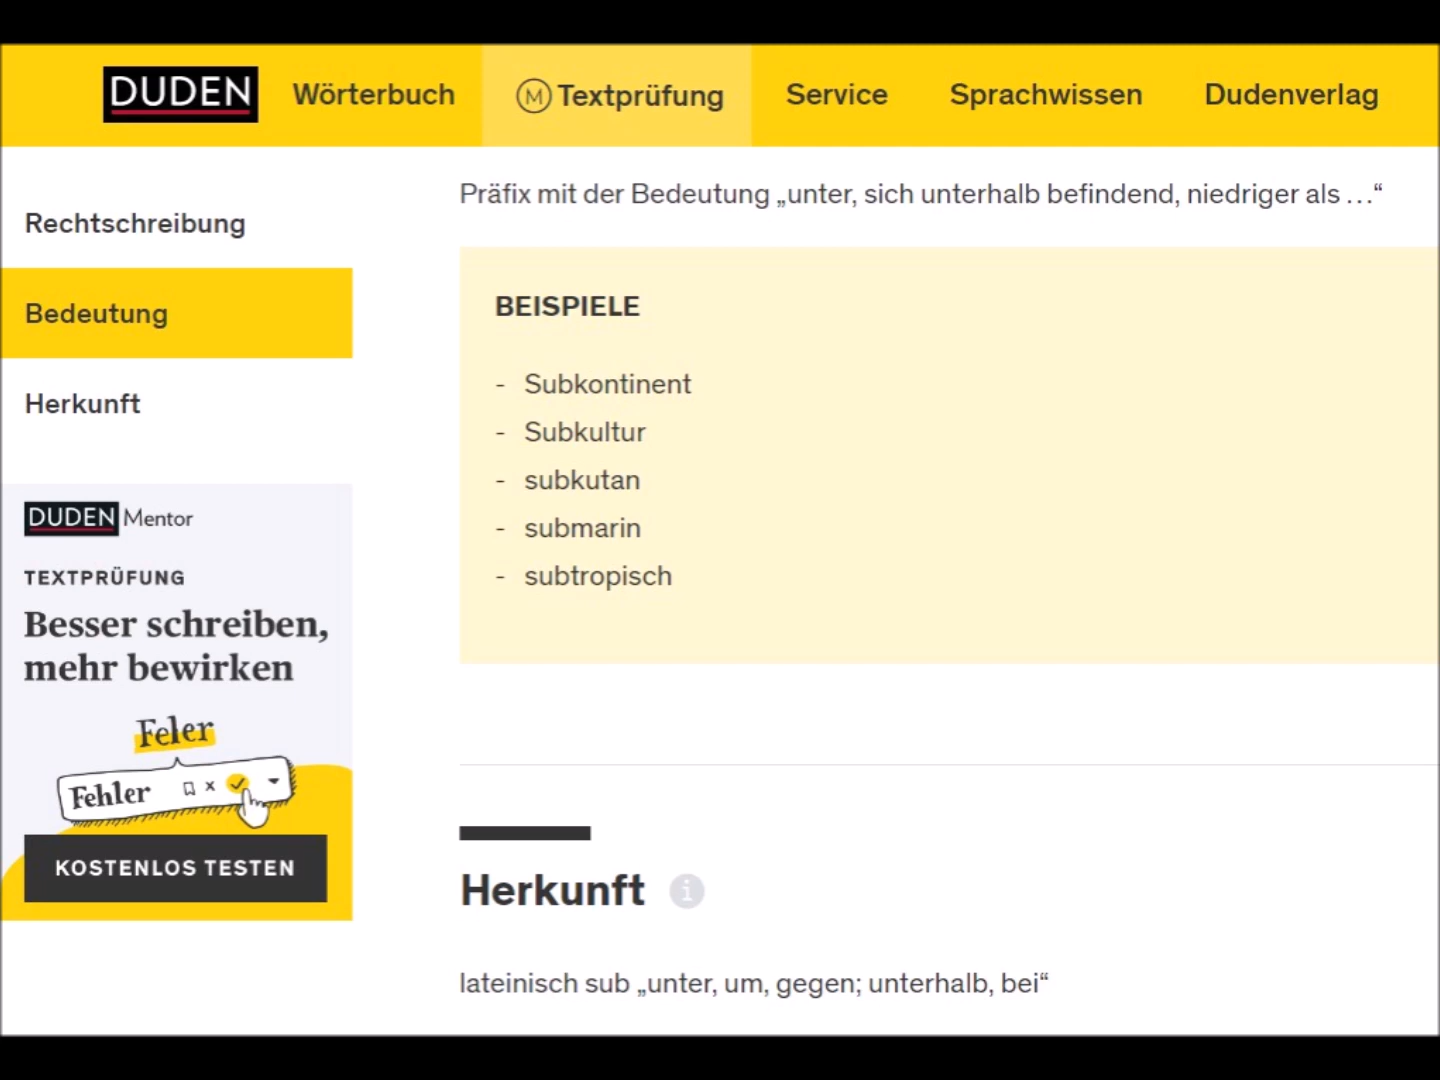 DUDEN Wörterbuch M Textprüfung Service Sprachwissen Dudenverlag
Rechtschreibung
Bedeutung
Herkunft
DUDEN Mentor
TEXTPRÜFUNG
Besser schreiben,
mehr bewirken
Feler
Fehler
KOSTENLOS TESTEN
Präfix mit der Bedeutung „unter, sich unterhalb befindend, niedriger als …“
BEISPIELE
- Subkontinent
- Subkultur
- subkutan
- submarin
- subtropisch
Herkunft i
lateinisch sub „unter, um, gegen; unterhalb, bei“